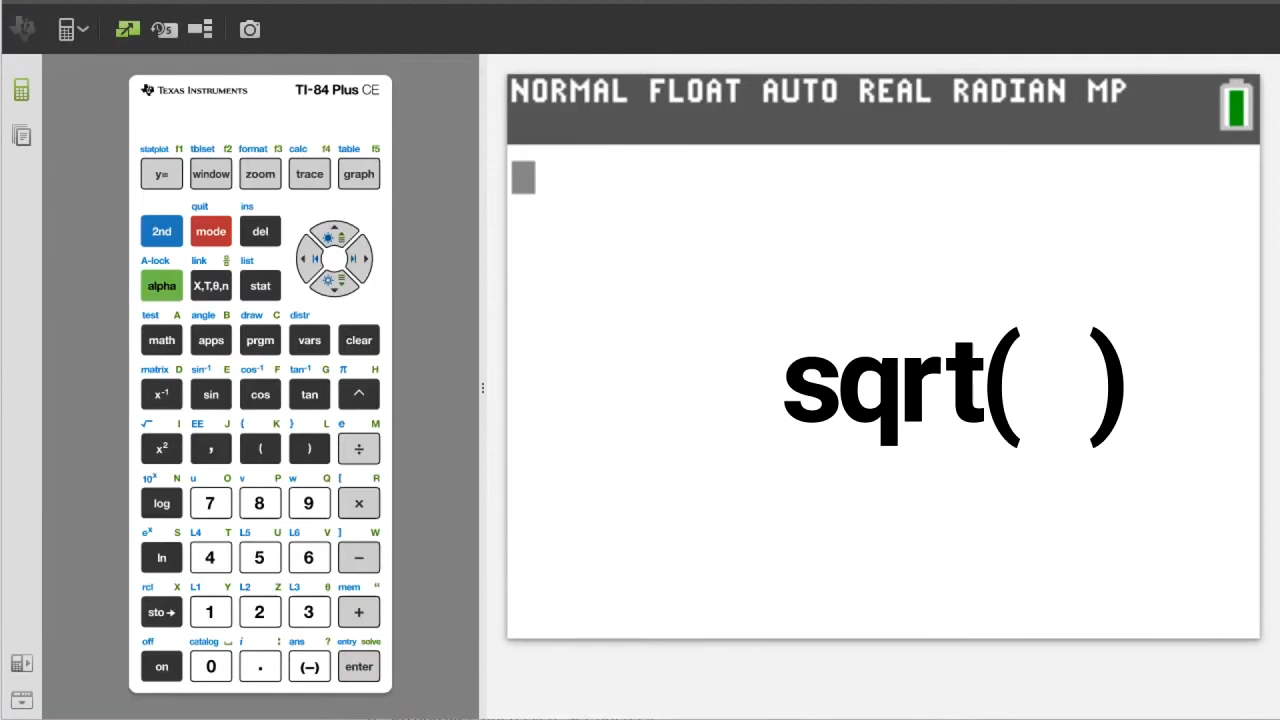 TEXAS INSTRUMENTS TI-84 Plus CE
NORMAL FLOAT AUTO REAL RADIAN MP
statplot f1 tblset f2 format f3 calc f4 table f5
y= window zoom trace graph
quit ins
2nd mode del
A-lock link list
alpha X,T,θ,n stat
test A angle B draw C distr
math apps prgm vars clear
matrix D sin⁻¹ E cos⁻¹ F tan⁻¹ G π H
x⁻¹ sin cos tan ^
√ I EE J { K } L e M
x² , ( ) ÷
10ˣ N u O v P w Q [ R
log 7 8 9 ×
eˣ S L4 T L5 U L6 V ] W
ln 4 5 6 −
rcl X L1 Y L2 Z L3 θ mem “
sto→ 1 2 3 +
off catalog ⎵ i : ans ? entry solve
on 0 . (−) enter
sqrt( )